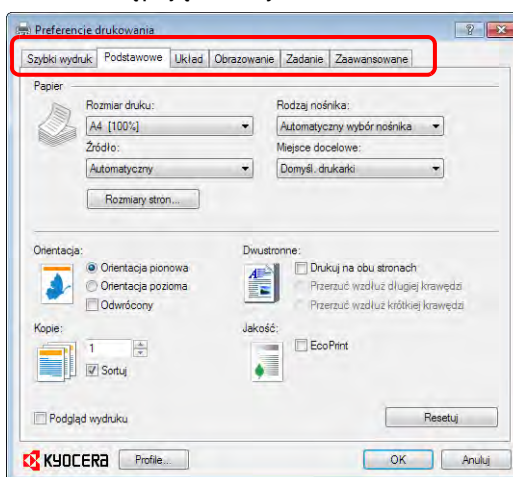 Preferencje drukowania
Szybki wydruk Podstawowe Układ Obrazowanie Zadanie Zaawansowane
Papier
Rozmiar druku: Rodzaj nośnika:
A4 [100%] Automatyczny wybór nośnika
Źródło: Miejsce docelowe:
Automatyczny Domyśl. drukarki
Rozmiary stron...
Orientacja: Dwustronne:
Orientacja pionowa Drukuj na obu stronach
Orientacja pozioma Przerzuć wzdłuż długiej krawędzi
Odwrócony Przerzuć wzdłuż krótkiej krawędzi
Kopie: Jakość:
1 EcoPrint
Sortuj
Podgląd wydruku Resetuj
KYOCERA Profile... OK Anuluj